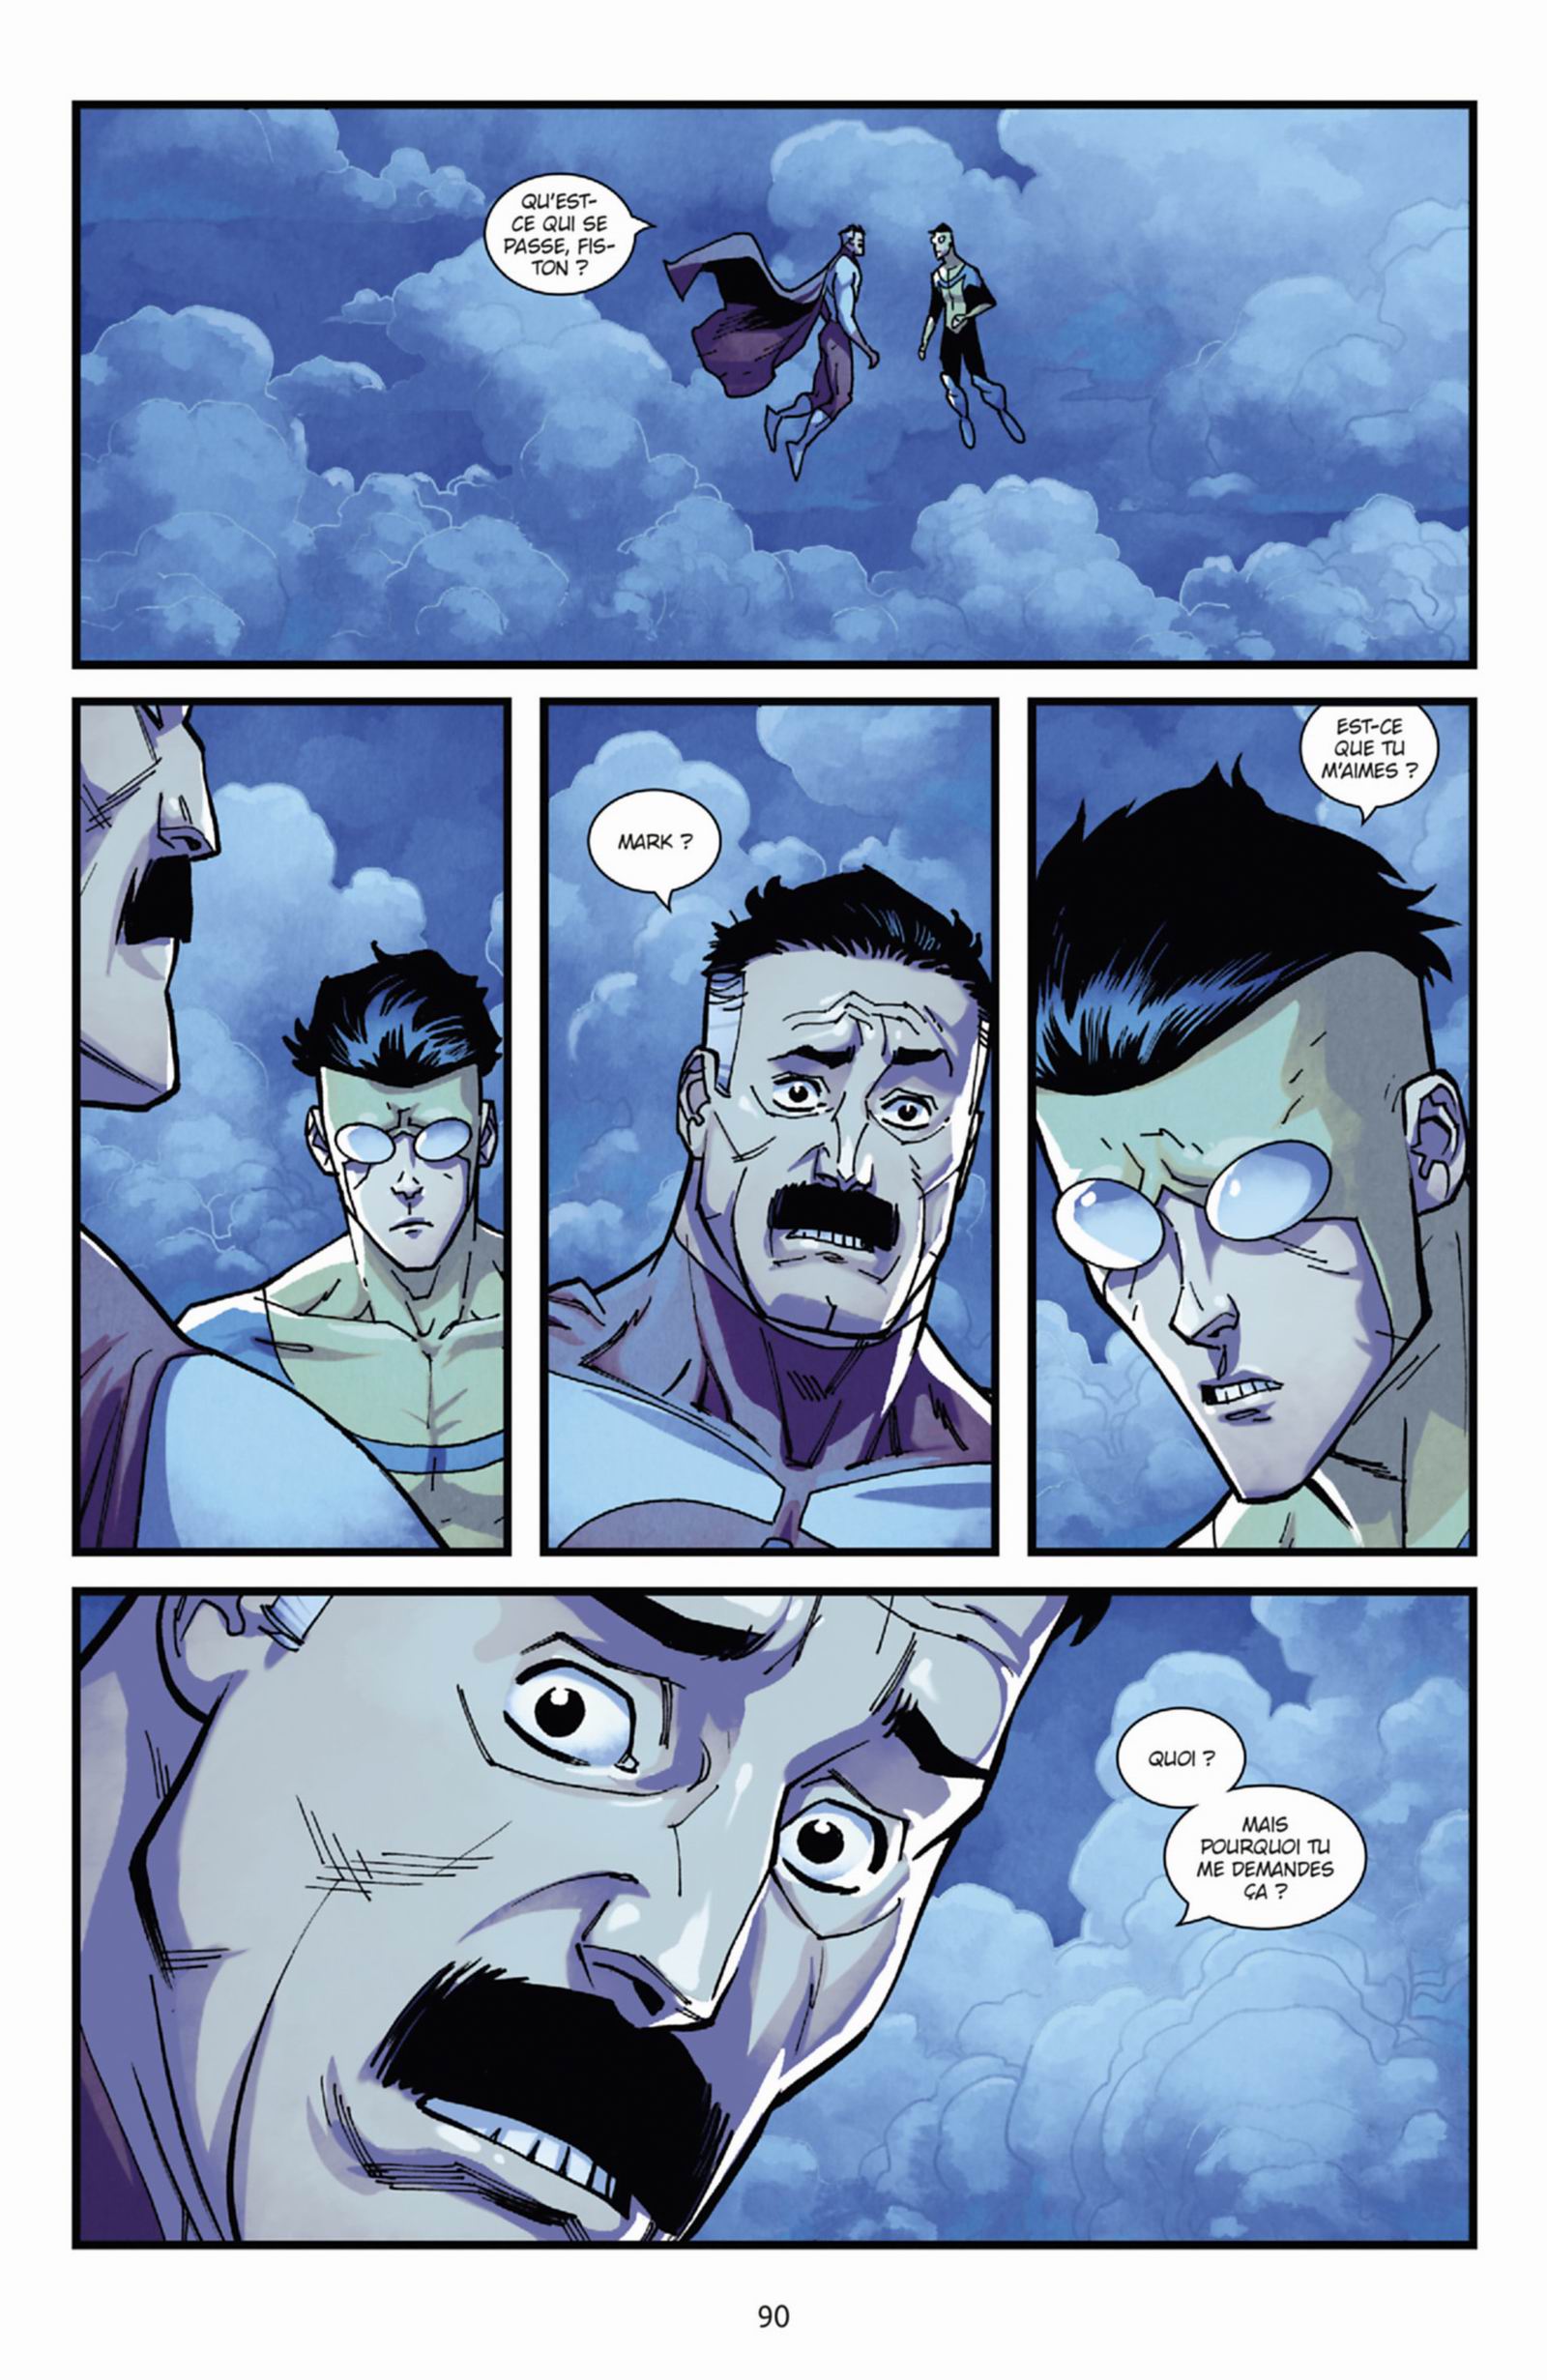 QU'EST-
CE QUI SE
PASSE, FIS-
TON ?
MARK ?
EST-CE
QUE TU
M'AIMES ?
QUOI ?
MAIS
POURQUOI TU
ME DEMANDES
ÇA ?
90